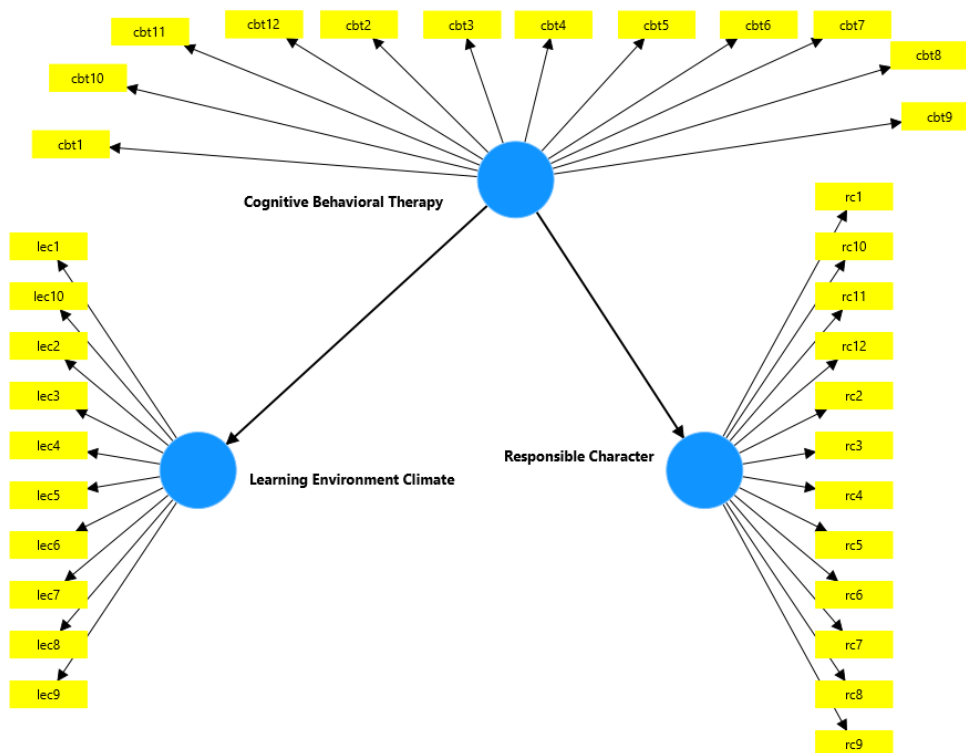 cbt11
cbt12
cbt2
cbt3
cbt4
cbt5
cbt6
cbt7
cbt8
cbt10
cbt9
cbt1
Cognitive Behavioral Therapy
rc1
lec1
rc10
lec10
rc11
lec2
rc12
lec3
rc2
lec4
rc3
Responsible Character
Learning Environment Climate
lec5
rc4
lec6
rc5
lec7
rc6
lec8
rc7
lec9
rc8
rc9